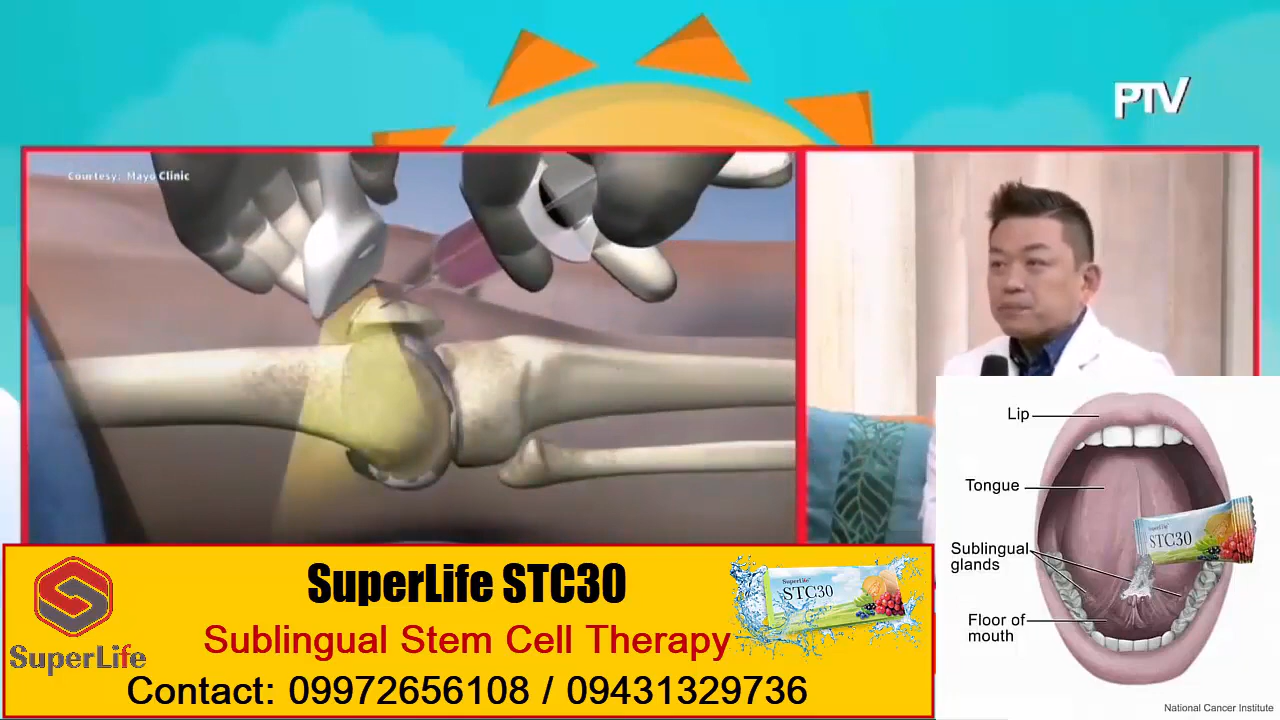 PTV
Courtesy: Mayo Clinic
Lip
Tongue
Sublingual
glands
Floor of
mouth
SuperLife
STC30
National Cancer Institute
SuperLife STC30
Sublingual Stem Cell Therapy
Contact: 09972656108 / 09431329736
SuperLife
SuperLife
STC30